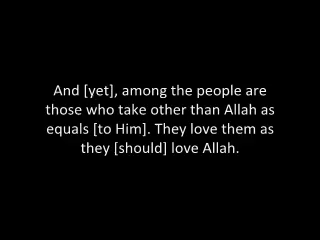 And [yet], among the people are
those who take other than Allah as
equals [to Him]. They love them as
they [should] love Allah.